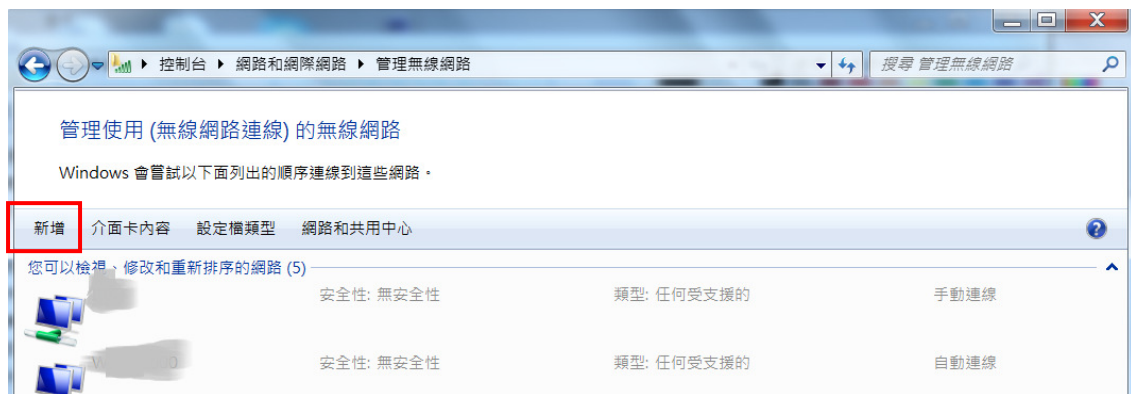 控制台 ▸ 網路和網際網路 ▸ 管理無線網路
搜尋 管理無線網路
管理使用 (無線網路連線) 的無線網路
Windows 會嘗試以下面列出的順序連線到這些網路。
新增 介面卡內容 設定檔類型 網路和共用中心
您可以檢視、修改和重新排序的網路 (5)
安全性: 無安全性 類型: 任何受支援的 手動連線
安全性: 無安全性 類型: 任何受支援的 自動連線